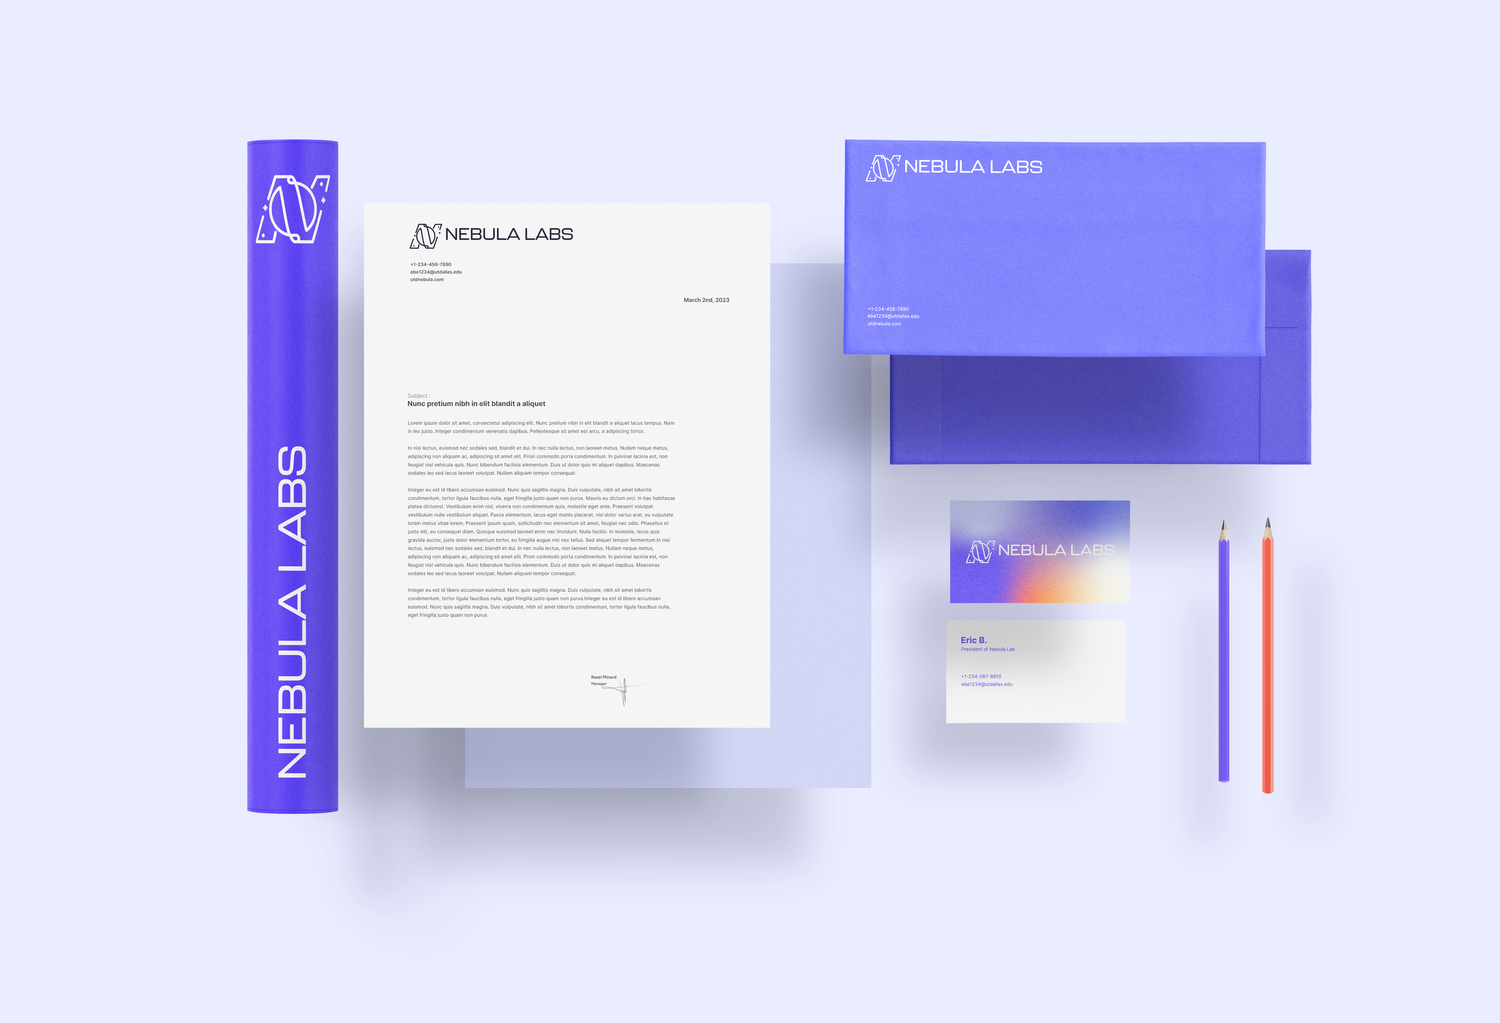 NEBULA LABS
NEBULA LABS
+1-234-456-7890
ebe1234@utdallas.edu
utdnebula.com
March 2nd, 2023
Subject :
Nunc pretium nibh in elit blandit a aliquet
Lorem ipsum dolor sit amet, consectetur adipiscing elit. Nunc pretium nibh in elit blandit a aliquet lacus tempus. Nam
in leo justo. Integer condimentum venenatis dapibus. Pellentesque sit amet est arcu, a adipiscing tortor.
In nisi lectus, euismod nec sodales sed, blandit et dui. In nec nulla lectus, non laoreet metus. Nullam neque metus,
adipiscing non aliquam ac, adipiscing sit amet elit. Proin commodo porta condimentum. In pulvinar lacinia est, non
feugiat nisl vehicula quis. Nunc bibendum facilisis elementum. Duis ut dolor quis mi aliquet dapibus. Maecenas
sodales leo sed lacus laoreet volutpat. Nullam aliquam tempor consequat.
Integer eu est id libero accumsan euismod. Nunc quis sagittis magna. Duis vulputate, nibh sit amet lobortis
condimentum, tortor ligula faucibus nulla, eget fringilla justo quam non purus. Mauris eu dictum orci. In hac habitasse
platea dictumst. Vestibulum enim nisl, viverra non condimentum quis, molestie eget ante. Praesent volutpat
vestibulum nulla vestibulum aliquet. Fusce elementum, lacus eget mattis placerat, nisi dolor varius erat, eu vulputate
lorem metus vitae lorem. Praesent ipsum quam, sollicitudin nec elementum sit amet, feugiat nec odio. Phasellus et
justo elit, eu consequat diem. Quisque euismod laoreet enim nec tincidunt. Nulla facilisi. In molestie, lacus quis
gravida auctor, justo dolor elementum tortor, eu fringilla augue nisi nec tellus. Sed aliquet tempor fermentum.In nisi
lectus, euismod nec sodales sed, blandit et dui. In nec nulla lectus, non laoreet metus. Nullam neque metus,
adipiscing non aliquam ac, adipiscing sit amet elit. Proin commodo porta condimentum. In pulvinar lacinia est, non
feugiat nisl vehicula quis. Nunc bibendum facilisis elementum. Duis ut dolor quis mi aliquet dapibus. Maecenas
sodales leo sed lacus laoreet volutpat. Nullam aliquam tempor consequat.
Integer eu est id libero accumsan euismod. Nunc quis sagittis magna. Duis vulputate, nibh sit amet lobortis
condimentum, tortor ligula faucibus nulla, eget fringilla justo quam non purus.Integer eu est id libero accumsan
euismod. Nunc quis sagittis magna. Duis vulputate, nibh sit amet lobortis condimentum, tortor ligula faucibus nulla,
eget fringilla justo quam non purus.
Razel Minard
Manager
NEBULA LABS
+1-234-456-7890
ebe1234@utdallas.edu
utdnebula.com
NEBULA LABS
Eric B.
President of Nebula Lab
+1-234-567-8910
ebe1234@utdallas.edu